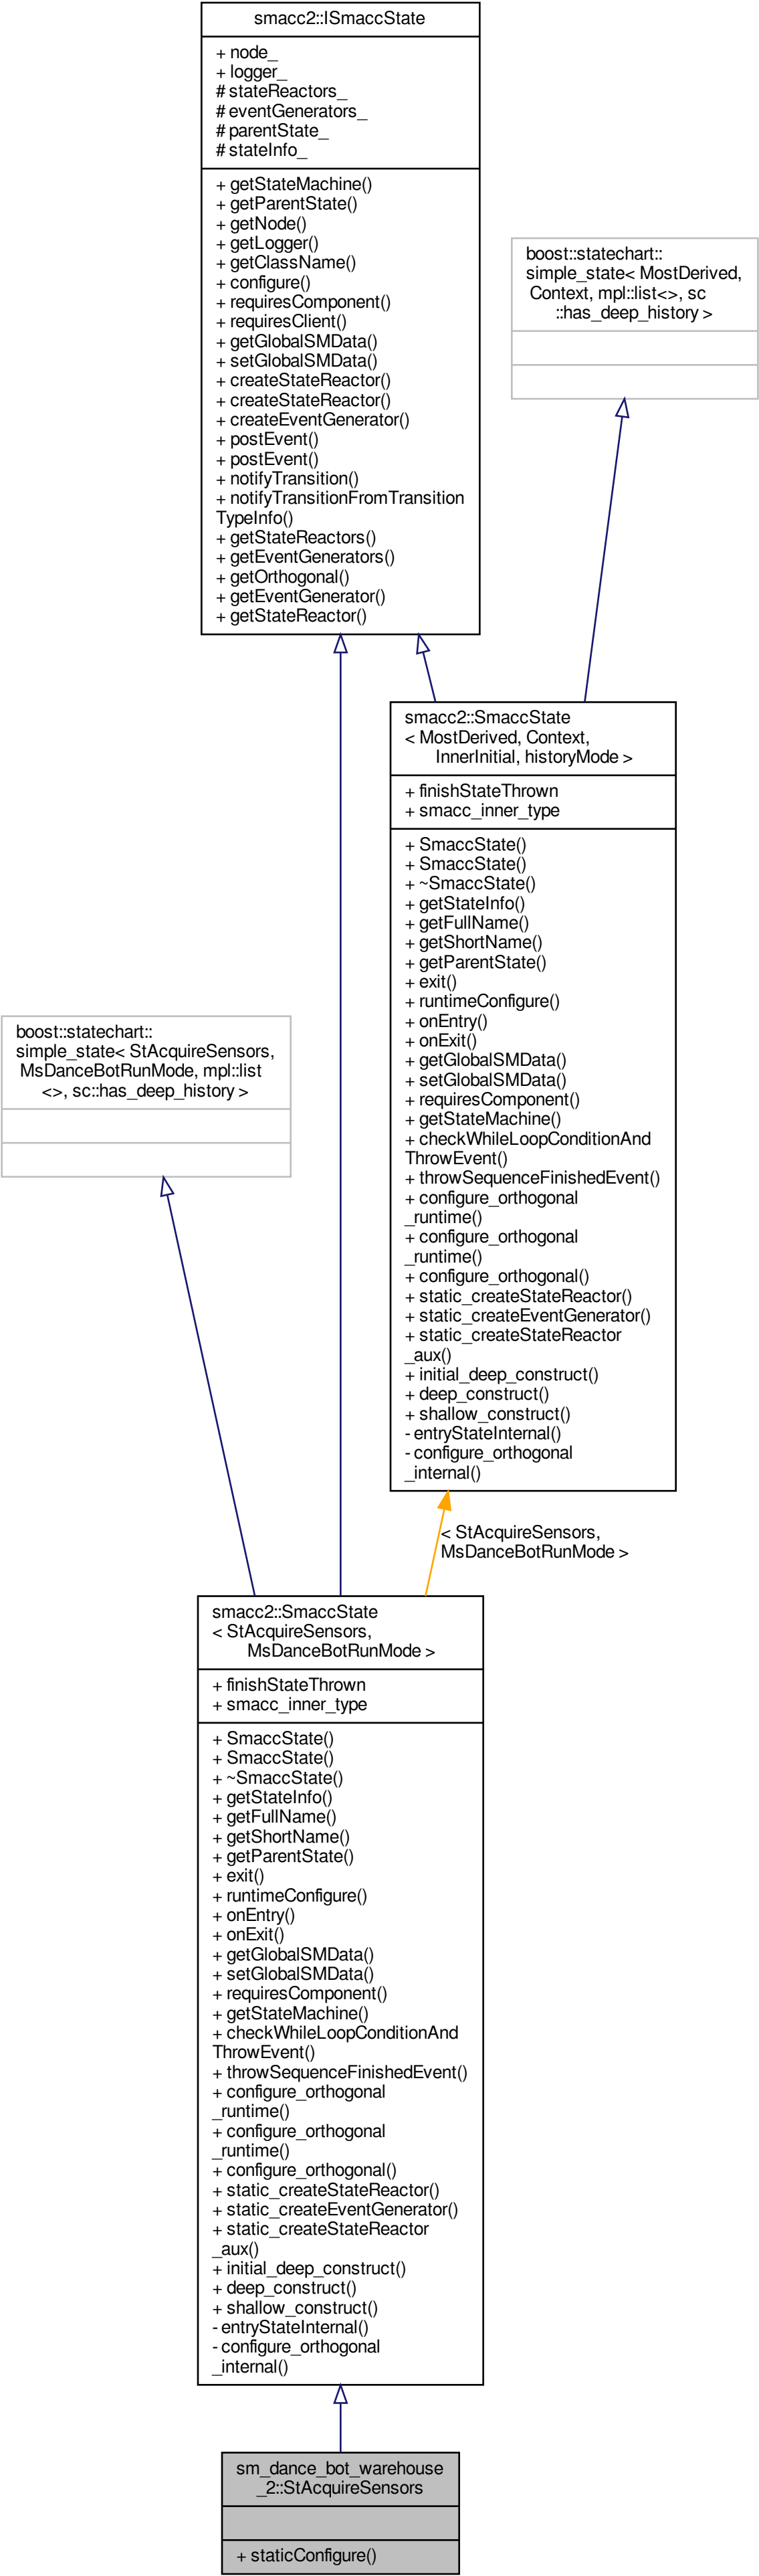 smacc2::ISmaccState
+ node_
+ logger_
# stateReactors_
# eventGenerators_
# parentState_
# stateInfo_
+ getStateMachine()
+ getParentState()
+ getNode()
+ getLogger()
+ getClassName()
+ configure()
+ requiresComponent()
+ requiresClient()
+ getGlobalSMData()
+ setGlobalSMData()
+ createStateReactor()
+ createStateReactor()
+ createEventGenerator()
+ postEvent()
+ postEvent()
+ notifyTransition()
+ notifyTransitionFromTransition
TypeInfo()
+ getStateReactors()
+ getEventGenerators()
+ getOrthogonal()
+ getEventGenerator()
+ getStateReactor()
boost::statechart::
simple_state< MostDerived,
Context, mpl::list<>, sc
::has_deep_history >
smacc2::SmaccState
< MostDerived, Context,
InnerInitial, historyMode >
+ finishStateThrown
+ smacc_inner_type
+ SmaccState()
+ SmaccState()
+ ~SmaccState()
+ getStateInfo()
+ getFullName()
+ getShortName()
+ getParentState()
+ exit()
+ runtimeConfigure()
+ onEntry()
+ onExit()
+ getGlobalSMData()
+ setGlobalSMData()
+ requiresComponent()
+ getStateMachine()
+ checkWhileLoopConditionAnd
ThrowEvent()
+ throwSequenceFinishedEvent()
+ configure_orthogonal
_runtime()
+ configure_orthogonal
_runtime()
+ configure_orthogonal()
+ static_createStateReactor()
+ static_createEventGenerator()
+ static_createStateReactor
_aux()
+ initial_deep_construct()
+ deep_construct()
+ shallow_construct()
- entryStateInternal()
- configure_orthogonal
_internal()
boost::statechart::
simple_state< StAcquireSensors,
MsDanceBotRunMode, mpl::list
<>, sc::has_deep_history >
< StAcquireSensors,
MsDanceBotRunMode >
smacc2::SmaccState
< StAcquireSensors,
MsDanceBotRunMode >
+ finishStateThrown
+ smacc_inner_type
+ SmaccState()
+ SmaccState()
+ ~SmaccState()
+ getStateInfo()
+ getFullName()
+ getShortName()
+ getParentState()
+ exit()
+ runtimeConfigure()
+ onEntry()
+ onExit()
+ getGlobalSMData()
+ setGlobalSMData()
+ requiresComponent()
+ getStateMachine()
+ checkWhileLoopConditionAnd
ThrowEvent()
+ throwSequenceFinishedEvent()
+ configure_orthogonal
_runtime()
+ configure_orthogonal
_runtime()
+ configure_orthogonal()
+ static_createStateReactor()
+ static_createEventGenerator()
+ static_createStateReactor
_aux()
+ initial_deep_construct()
+ deep_construct()
+ shallow_construct()
- entryStateInternal()
- configure_orthogonal
_internal()
sm_dance_bot_warehouse
_2::StAcquireSensors
+ staticConfigure()